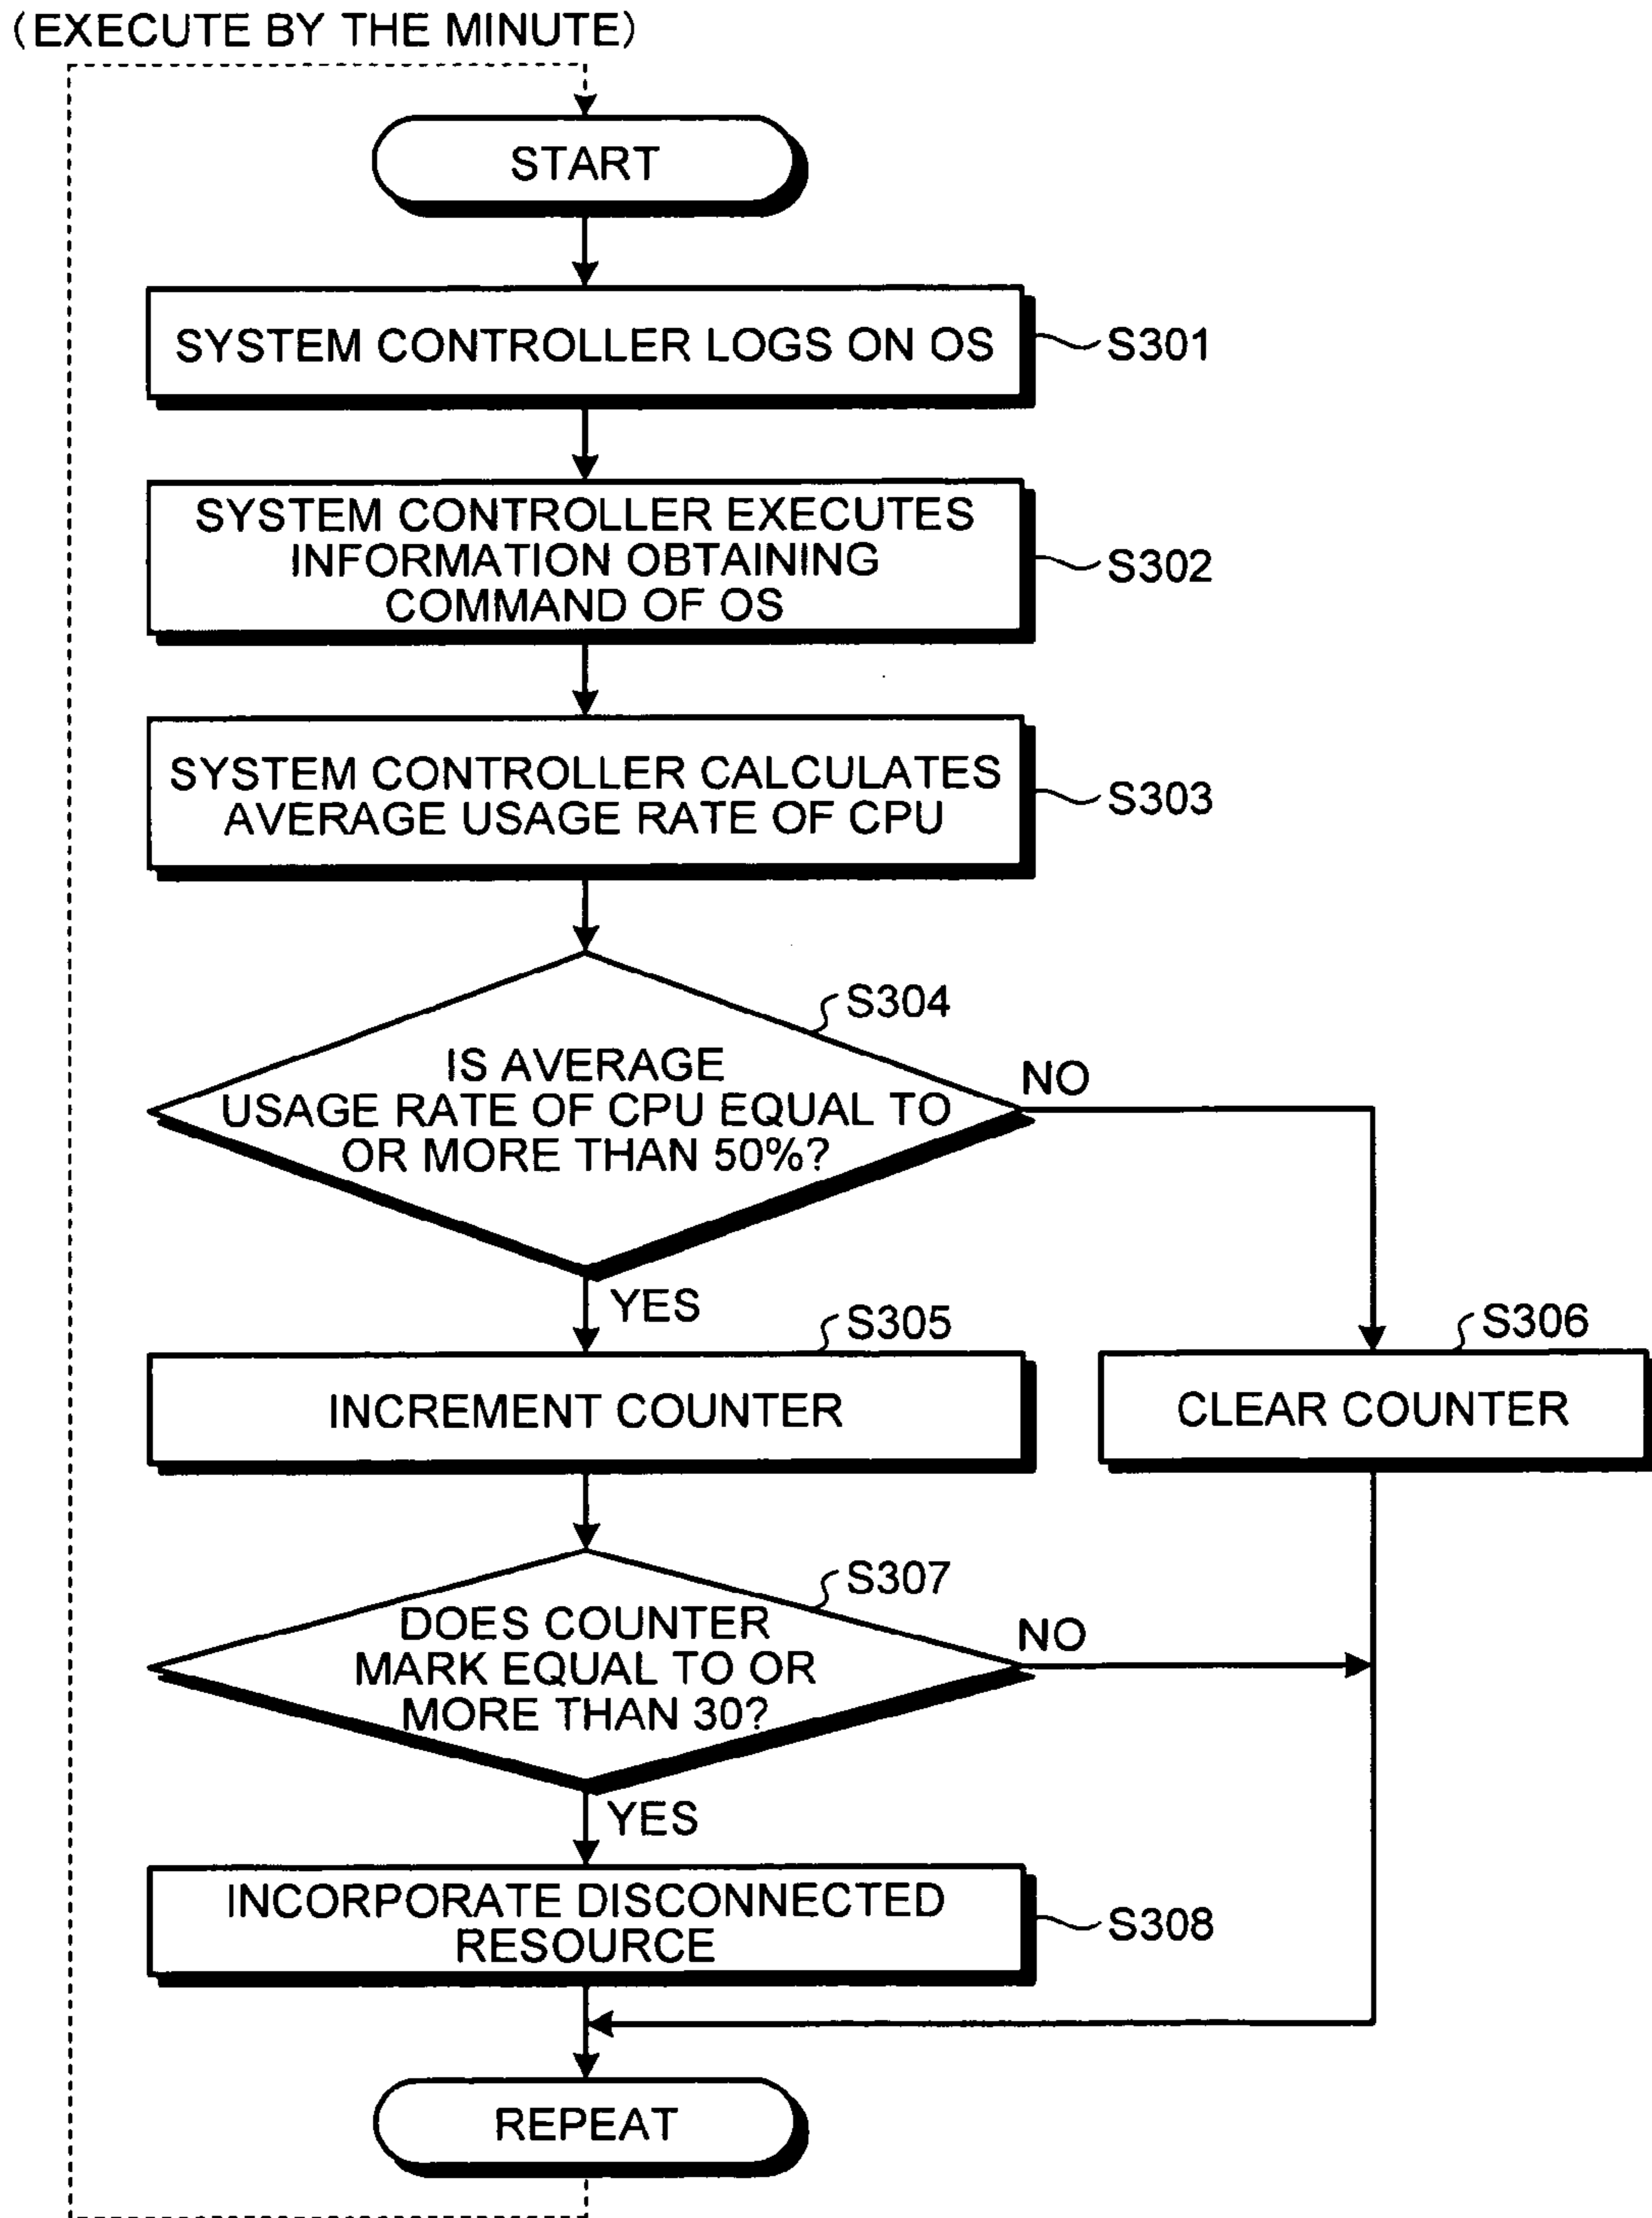 (EXECUTE BY THE MINUTE)
START
SYSTEM CONTROLLER LOGS ON OS
S301
SYSTEM CONTROLLER EXECUTES
INFORMATION OBTAINING
COMMAND OF OS
S302
SYSTEM CONTROLLER CALCULATES
AVERAGE USAGE RATE OF CPU
S303
S304
IS AVERAGE
USAGE RATE OF CPU EQUAL TO
OR MORE THAN 50%?
NO
YES
S305
INCREMENT COUNTER
S306
CLEAR COUNTER
S307
DOES COUNTER
MARK EQUAL TO OR
MORE THAN 30?
NO
YES
INCORPORATE DISCONNECTED
RESOURCE
S308
REPEAT